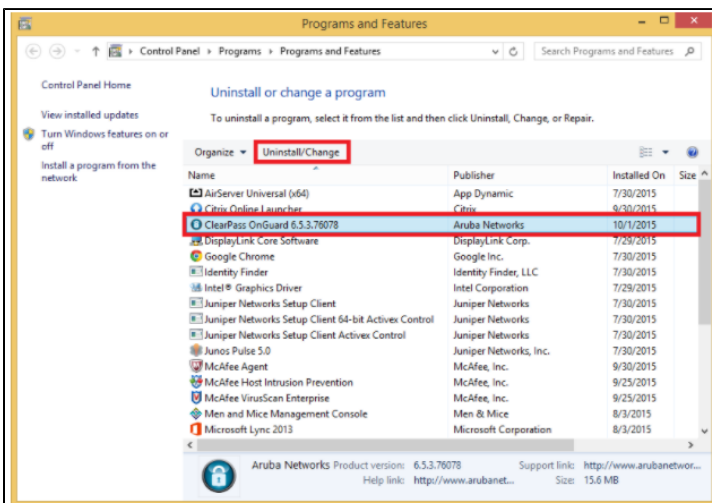 Programs and Features
Control Panel Programs Programs and Features Search Programs and Features
Control Panel Home
View installed updates
Turn Windows features on or
off
Install a program from the
network
Uninstall or change a program
To uninstall a program, select it from the list and then click Uninstall, Change, or Repair.
Organize Uninstall/Change
Name Publisher Installed On Size
AirServer Universal (x64) App Dynamic 7/30/2015
Citrix Online Launcher Citrix 9/30/2015
ClearPass OnGuard 6.5.3.76078 Aruba Networks 10/1/2015
DisplayLink Core Software DisplayLink Corp. 7/29/2015
Google Chrome Google Inc. 7/30/2015
Identity Finder Identity Finder, LLC 7/30/2015
Intel® Graphics Driver Intel Corporation 7/29/2015
Juniper Networks Setup Client Juniper Networks 7/30/2015
Juniper Networks Setup Client 64-bit Activex Control Juniper Networks 7/30/2015
Juniper Networks Setup Client Activex Control Juniper Networks 7/30/2015
Junos Pulse 5.0 Juniper Networks, Inc. 7/30/2015
McAfee Agent McAfee, Inc. 9/30/2015
McAfee Host Intrusion Prevention McAfee, Inc. 9/25/2015
McAfee VirusScan Enterprise McAfee, Inc. 9/25/2015
Men and Mice Management Console Men & Mice 8/3/2015
Microsoft Lync 2013 Microsoft Corporation 8/3/2015
Aruba Networks Product version: 6.5.3.76078 Support link: http://www.arubanetwor...
Help link: http://www.arubanet... Size: 15.6 MB